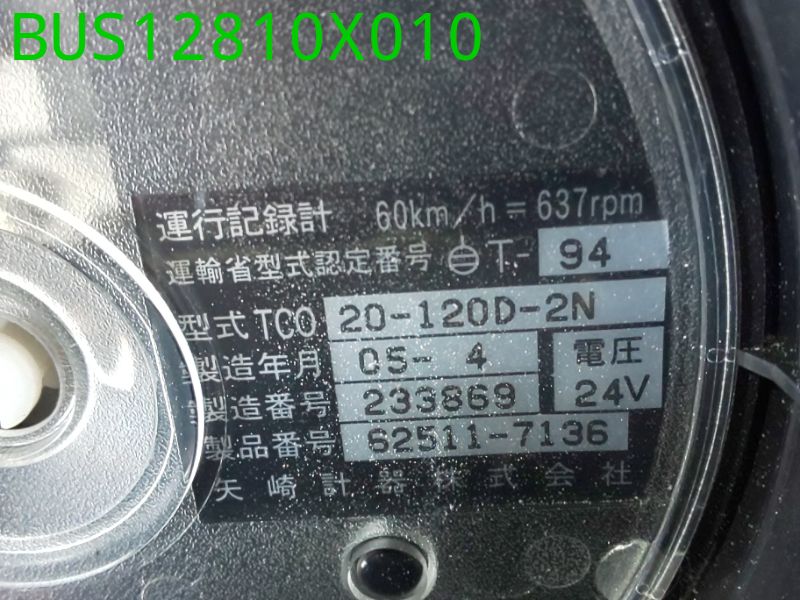 BUS12810X010
運行記録計 60km/h = 637rpm
運輸省型式認定番号 T- 94
型式 TCO 20-120D-2N
製造年月 05- 4 電圧
製造番号 233869 24V
製品番号 62511-7136
矢崎計器株式会社